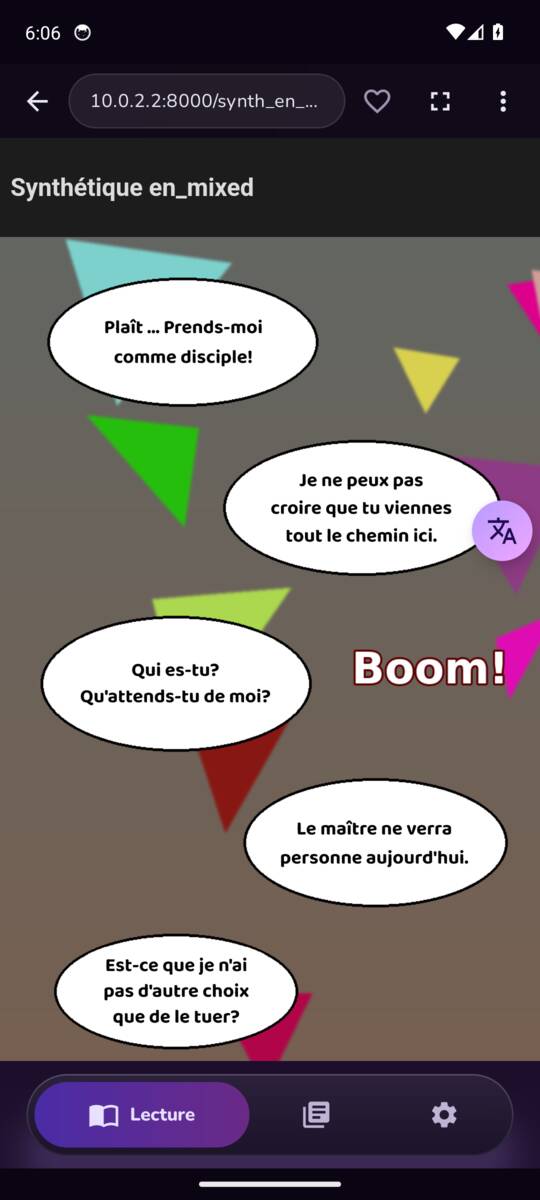 6:06
10.0.2.2:8000/synth_en_...
Synthétique en_mixed
Plaît ... Prends-moi
comme disciple!
Je ne peux pas
croire que tu viennes
tout le chemin ici.
Qui es-tu?
Qu'attends-tu de moi?
Boom!
Le maître ne verra
personne aujourd'hui.
Est-ce que je n'ai
pas d'autre choix
que de le tuer?
Lecture